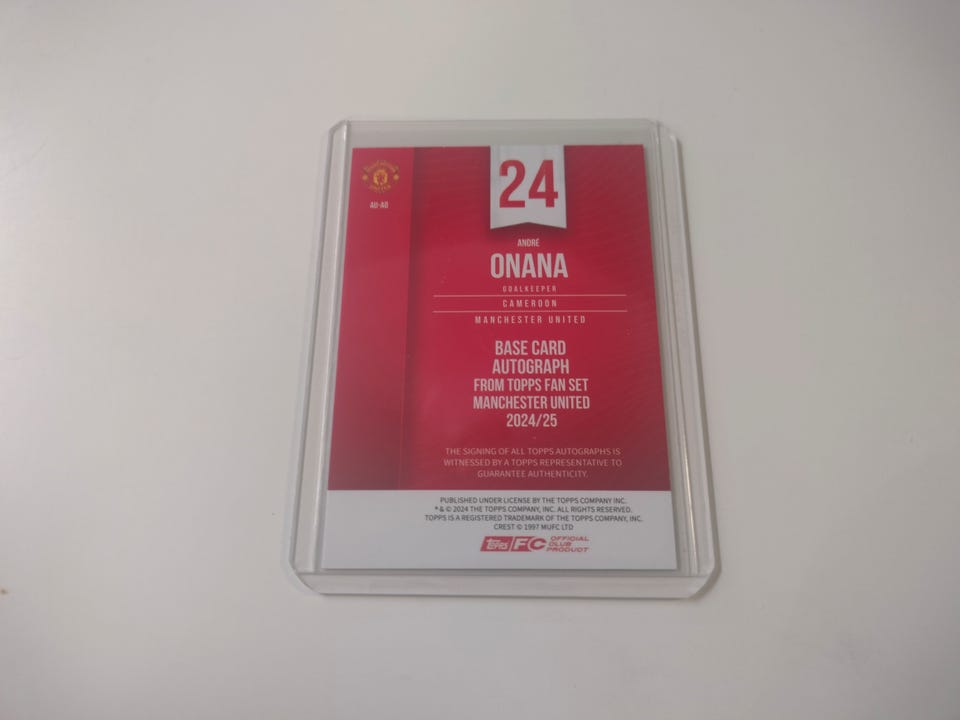 AU-AO
24
ANDRÉ
ONANA
GOALKEEPER
CAMEROON
MANCHESTER UNITED
BASE CARD
AUTOGRAPH
FROM TOPPS FAN SET
MANCHESTER UNITED
2024/25
THE SIGNING OF ALL TOPPS AUTOGRAPHS IS
WITNESSED BY A TOPPS REPRESENTATIVE TO
GUARANTEE AUTHENTICITY.
PUBLISHED UNDER LICENSE BY THE TOPPS COMPANY INC.
® & © 2024 THE TOPPS COMPANY, INC. ALL RIGHTS RESERVED.
TOPPS IS A REGISTERED TRADEMARK OF THE TOPPS COMPANY, INC.
CREST © 1997 MUFC LTD
Topps FC OFFICIAL
CLUB
PRODUCT